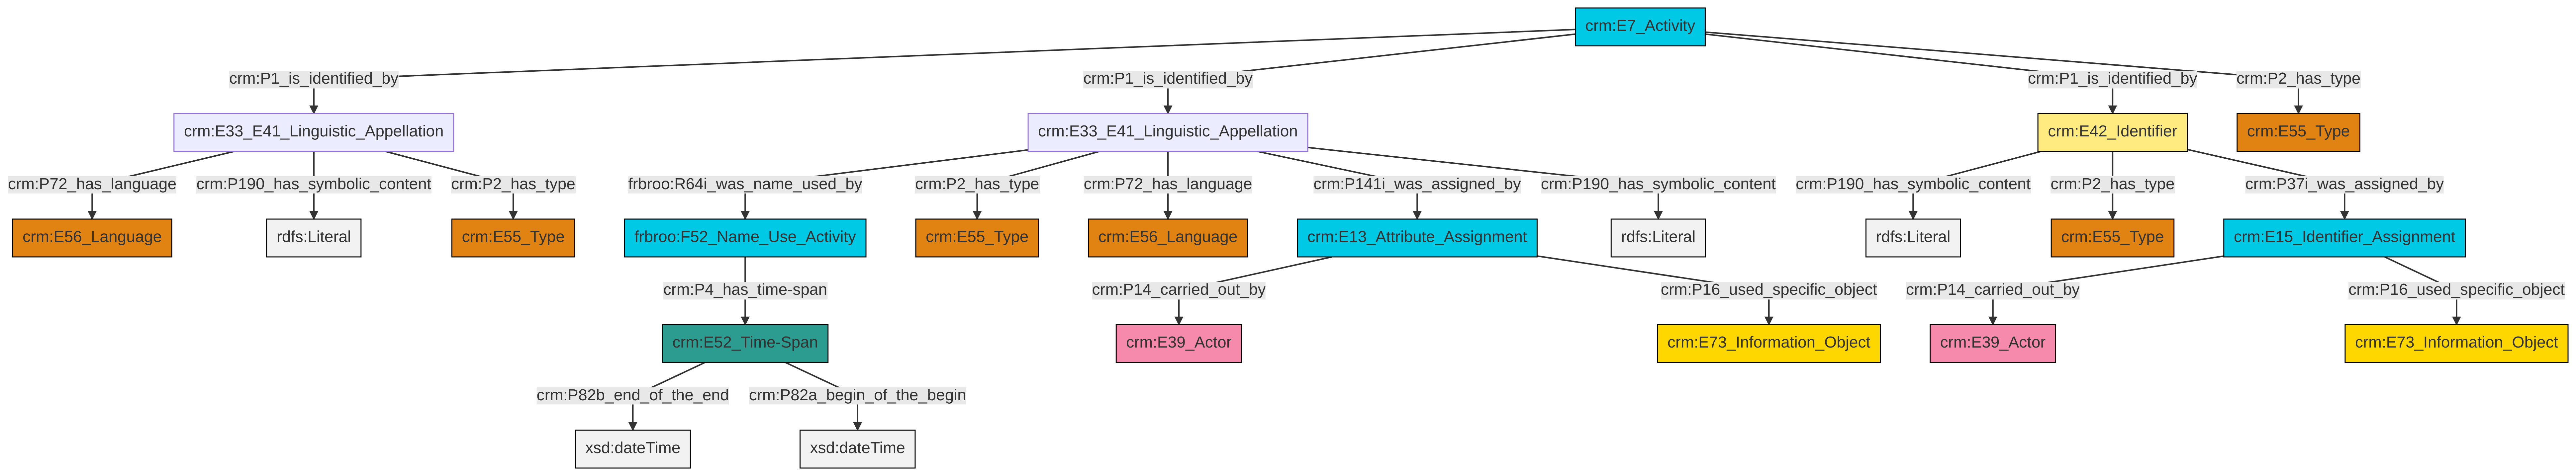 crm:E7_Activity
crm:P1_is_identified_by
crm:P1_is_identified_by
crm:P1_is_identified_by
crm:P2_has_type
crm:E33_E41_Linguistic_Appellation
crm:E33_E41_Linguistic_Appellation
crm:E42_Identifier
crm:E55_Type
crm:P72_has_language
crm:P190_has_symbolic_content
crm:P2_has_type
frbroo:R64i_was_name_used_by
crm:P2_has_type
crm:P72_has_language
crm:P141i_was_assigned_by
crm:P190_has_symbolic_content
crm:P190_has_symbolic_content
crm:P2_has_type
crm:P37i_was_assigned_by
crm:E56_Language
rdfs:Literal
crm:E55_Type
frbroo:F52_Name_Use_Activity
crm:E55_Type
crm:E56_Language
crm:E13_Attribute_Assignment
rdfs:Literal
rdfs:Literal
crm:E55_Type
crm:E15_Identifier_Assignment
crm:P4_has_time-span
crm:P14_carried_out_by
crm:P16_used_specific_object
crm:P14_carried_out_by
crm:P16_used_specific_object
crm:E52_Time-Span
crm:E39_Actor
crm:E73_Information_Object
crm:E39_Actor
crm:E73_Information_Object
crm:P82b_end_of_the_end
crm:P82a_begin_of_the_begin
xsd:dateTime
xsd:dateTime